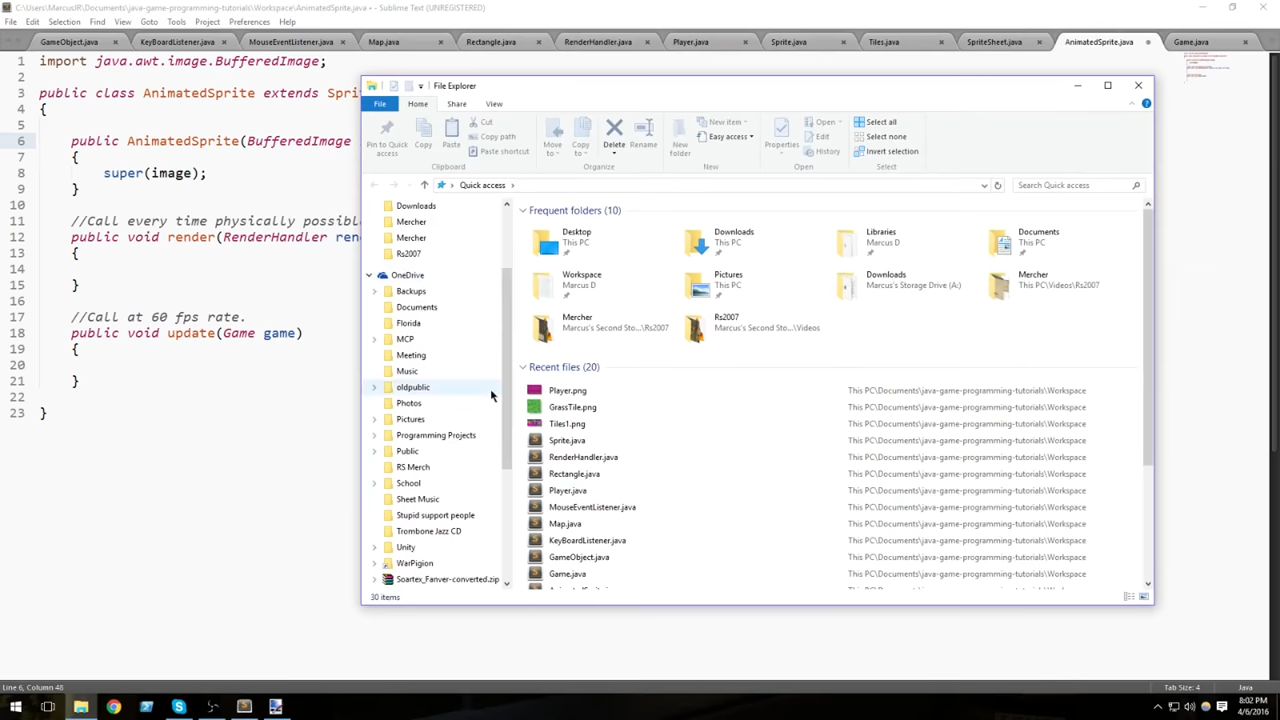 C:\Users\MarcusJR\Documents\java-game-programming-tutorials\Workspace\AnimatedSprite.java • - Sublime Text (UNREGISTERED)
File Edit Selection Find View Goto Tools Project Preferences Help
GameObject.java KeyBoardListener.java MouseEventListener.java Map.java Rectangle.java RenderHandler.java Player.java Sprite.java Tiles.java SpriteSheet.java AnimatedSprite.java Game.java
1 import java.awt.image.BufferedImage;
2
3 public class AnimatedSprite extends Spri
4 {
5
6 public AnimatedSprite(BufferedImage
7 {
8 super(image);
9 }
10
11 //Call every time physically possibl
12 public void render(RenderHandler ren
13 {
14
15 }
16
17 //Call at 60 fps rate.
18 public void update(Game game)
19 {
20
21 }
22
23 }
File Explorer
File Home Share View
Pin to Quick access
Copy
Paste
Cut
Copy path
Paste shortcut
Clipboard
Move to
Copy to
Delete
Rename
Organize
New folder
New item
Easy access
New
Properties
Open
Edit
History
Open
Select all
Select none
Invert selection
Select
Quick access
Search Quick access
Downloads
Mercher
Mercher
Rs2007
OneDrive
Backups
Documents
Florida
MCP
Meeting
Music
oldpublic
Photos
Pictures
Programming Projects
Public
RS Merch
School
Sheet Music
Stupid support people
Trombone Jazz CD
Unity
WarPigion
Soartex_Fanver-converted.zip
Frequent folders (10)
Desktop
This PC
Downloads
This PC
Libraries
Marcus D
Documents
This PC
Workspace
Marcus D
Pictures
This PC
Downloads
Marcus's Storage Drive (A:)
Mercher
This PC\Videos\Rs2007
Mercher
Marcus's Second Sto...\Rs2007
Rs2007
Marcus's Second Sto...\Videos
Recent files (20)
Player.png This PC\Documents\java-game-programming-tutorials\Workspace
GrassTile.png This PC\Documents\java-game-programming-tutorials\Workspace
Tiles1.png This PC\Documents\java-game-programming-tutorials\Workspace
Sprite.java This PC\Documents\java-game-programming-tutorials\Workspace
RenderHandler.java This PC\Documents\java-game-programming-tutorials\Workspace
Rectangle.java This PC\Documents\java-game-programming-tutorials\Workspace
Player.java This PC\Documents\java-game-programming-tutorials\Workspace
MouseEventListener.java This PC\Documents\java-game-programming-tutorials\Workspace
Map.java This PC\Documents\java-game-programming-tutorials\Workspace
KeyBoardListener.java This PC\Documents\java-game-programming-tutorials\Workspace
GameObject.java This PC\Documents\java-game-programming-tutorials\Workspace
Game.java This PC\Documents\java-game-programming-tutorials\Workspace
30 items
Line 6, Column 48 Tab Size: 4 Java
8:02 PM
4/6/2016